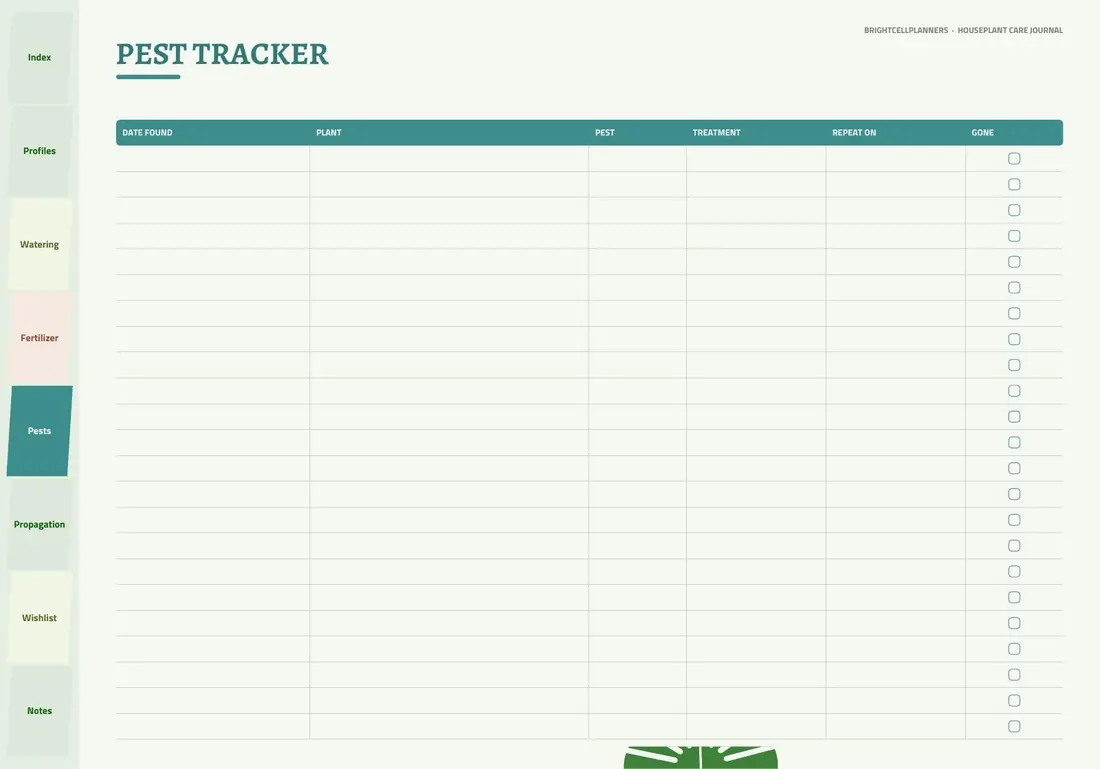 BRIGHTCELLPLANNERS · HOUSEPLANT CARE JOURNAL
PEST TRACKER
Index
Profiles
Watering
Fertilizer
Pests
Propagation
Wishlist
Notes
DATE FOUND PLANT PEST TREATMENT REPEAT ON GONE